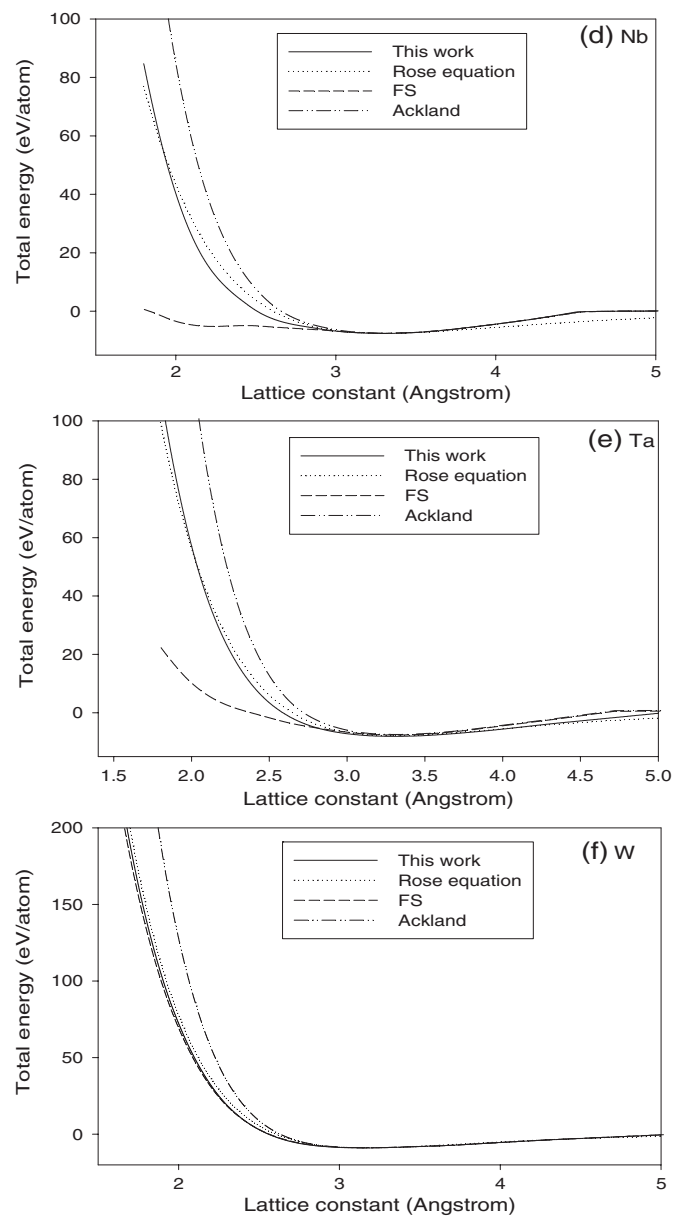 (d) Nb
This work
Rose equation
FS
Ackland
Total energy (eV/atom)
100
80
60
40
20
0
2
3
4
5
Lattice constant (Angstrom)
(e) Ta
This work
Rose equation
FS
Ackland
Total energy (eV/atom)
100
80
60
40
20
0
1.5
2.0
2.5
3.0
3.5
4.0
4.5
5.0
Lattice constant (Angstrom)
(f) W
This work
Rose equation
FS
Ackland
Total energy (eV/atom)
200
150
100
50
0
2
3
4
5
Lattice constant (Angstrom)